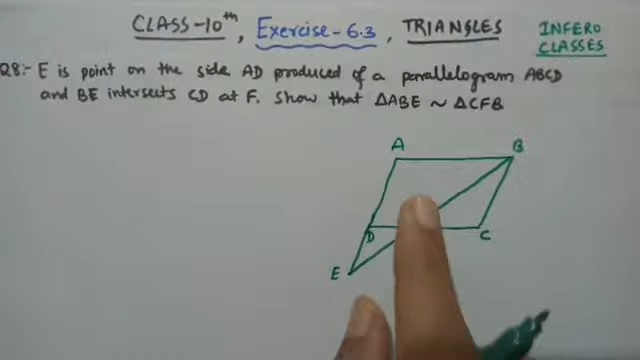 CLASS-10th, Exercise-6.3, TRIANGLES
INFERO
CLASSES
Q8:- E is point on the side AD produced of a parallelogram ABCD
and BE intersects CD at F. Show that ΔABE ~ ΔCFB
A
B
D
C
E